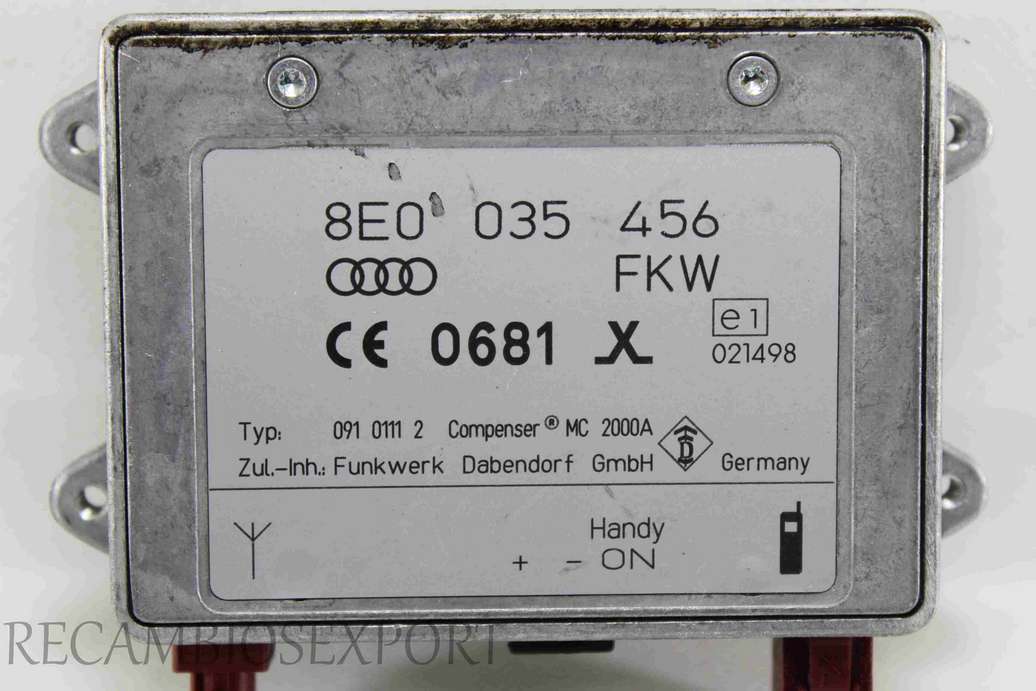 8E0 035 456
FKW
CE 0681 X
e1
021498
Typ: 091 0111 2 Compenser® MC 2000A
Zul.-Inh.: Funkwerk Dabendorf GmbH Germany
Handy
+ - ON
RECAMBIOSEXPORT